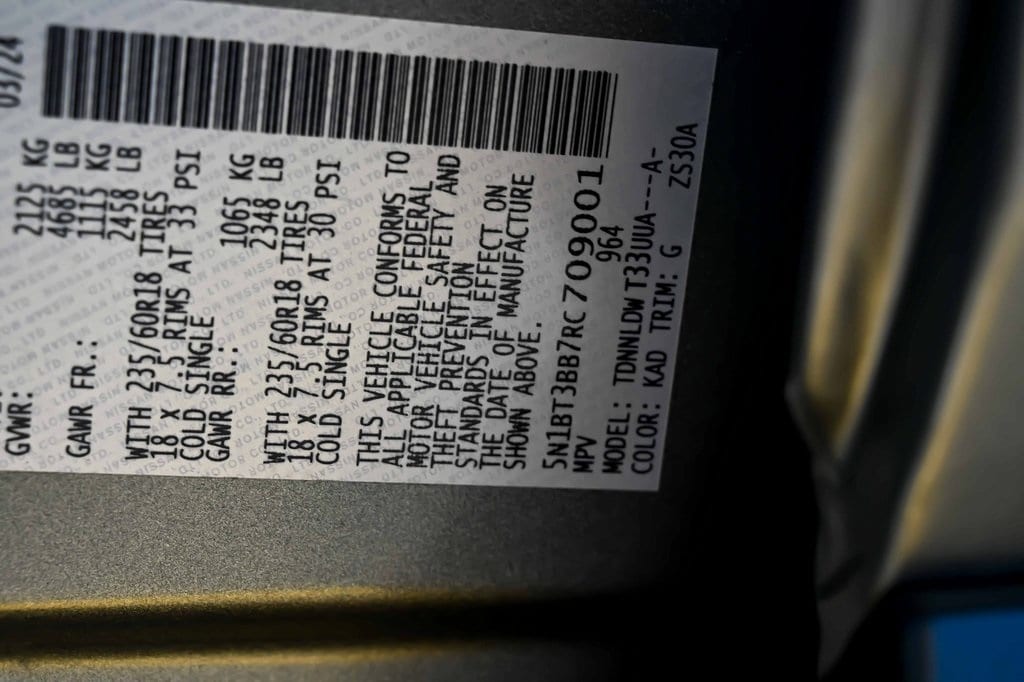 03/24
GVWR: 2125 KG
4685 LB
GAWR FR.: 1115 KG
2458 LB
WITH 235/60R18 TIRES
18 x 7.5 RIMS AT 33 PSI
COLD SINGLE
GAWR RR.: 1065 KG
2348 LB
WITH 235/60R18 TIRES
18 x 7.5 RIMS AT 30 PSI
COLD SINGLE
THIS VEHICLE CONFORMS TO
ALL APPLICABLE FEDERAL
MOTOR VEHICLE SAFETY AND
THEFT PREVENTION
STANDARDS IN EFFECT ON
THE DATE OF MANUFACTURE
SHOWN ABOVE.
5N1BT3BB7RC709001
MPV 964
MODEL: TDNNLDWT33UUA---A-
COLOR: KAD TRIM: G ZS30A